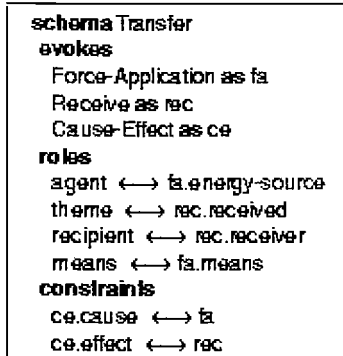 schema Transfer
evokes
Force-Application as fa
Receive as rec
Cause-Effect as ce
roles
agent ⟷ fa.energy-source
theme ⟷ rec.received
recipient ⟷ rec.receiver
means ⟷ fa.means
constraints
ce.cause ⟷ fa
ce.effect ⟷ rec